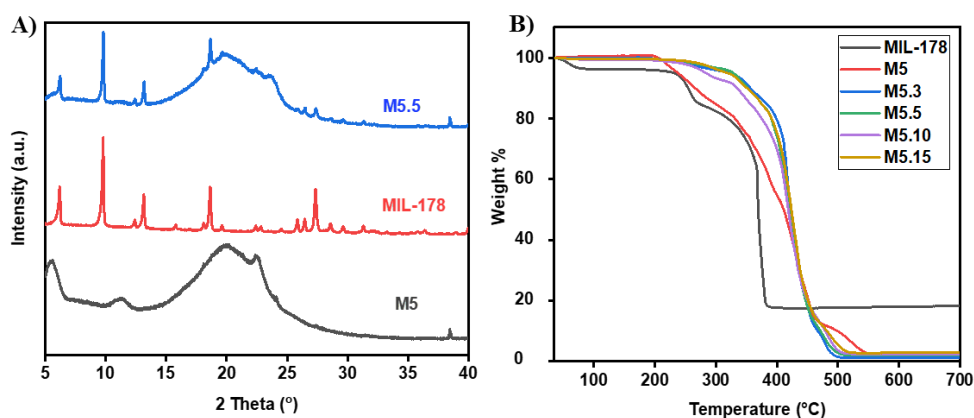 A)
Intensity (a.u.)
M5.5
MIL-178
M5
5 10 15 20 25 30 35 40
2 Theta (°)
B)
Weight %
100
80
60
40
20
0
MIL-178
M5
M5.3
M5.5
M5.10
M5.15
100 200 300 400 500 600 700
Temperature (°C)